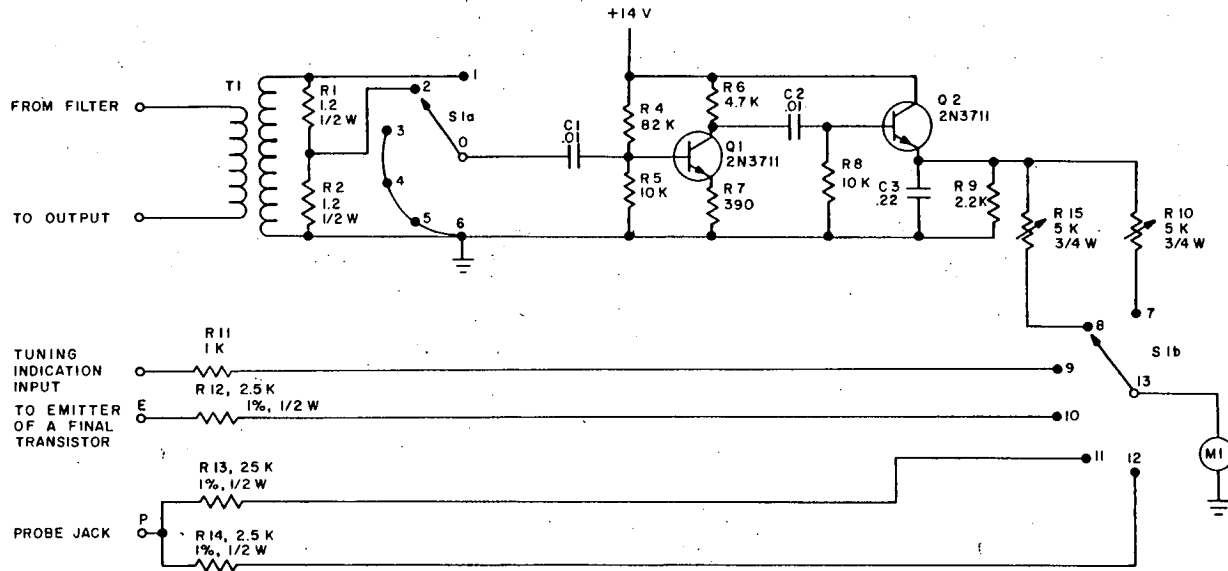 +14 V
FROM FILTER
TO OUTPUT
T1
R1
1.2
1/2 W
R2
1.2
1/2 W
1
2
S1a
3
0
4
5
6
C1
.01
R4
82 K
R5
10 K
R6
4.7 K
Q1
2N3711
R7
390
C2
.01
R8
10 K
Q2
2N3711
C3
.22
R9
2.2K
R15
5 K
3/4 W
R10
5 K
3/4 W
7
8
S1b
13
9
10
11
12
M1
TUNING
INDICATION
INPUT
R11
1 K
TO EMITTER
OF A FINAL
TRANSISTOR
E
R12, 2.5 K
1%, 1/2 W
R13, 25 K
1%, 1/2 W
PROBE JACK
P
R14, 2.5 K
1%, 1/2 W